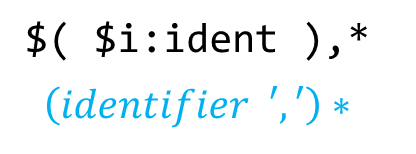 $( $i:ident ),*
(identifier ',')∗